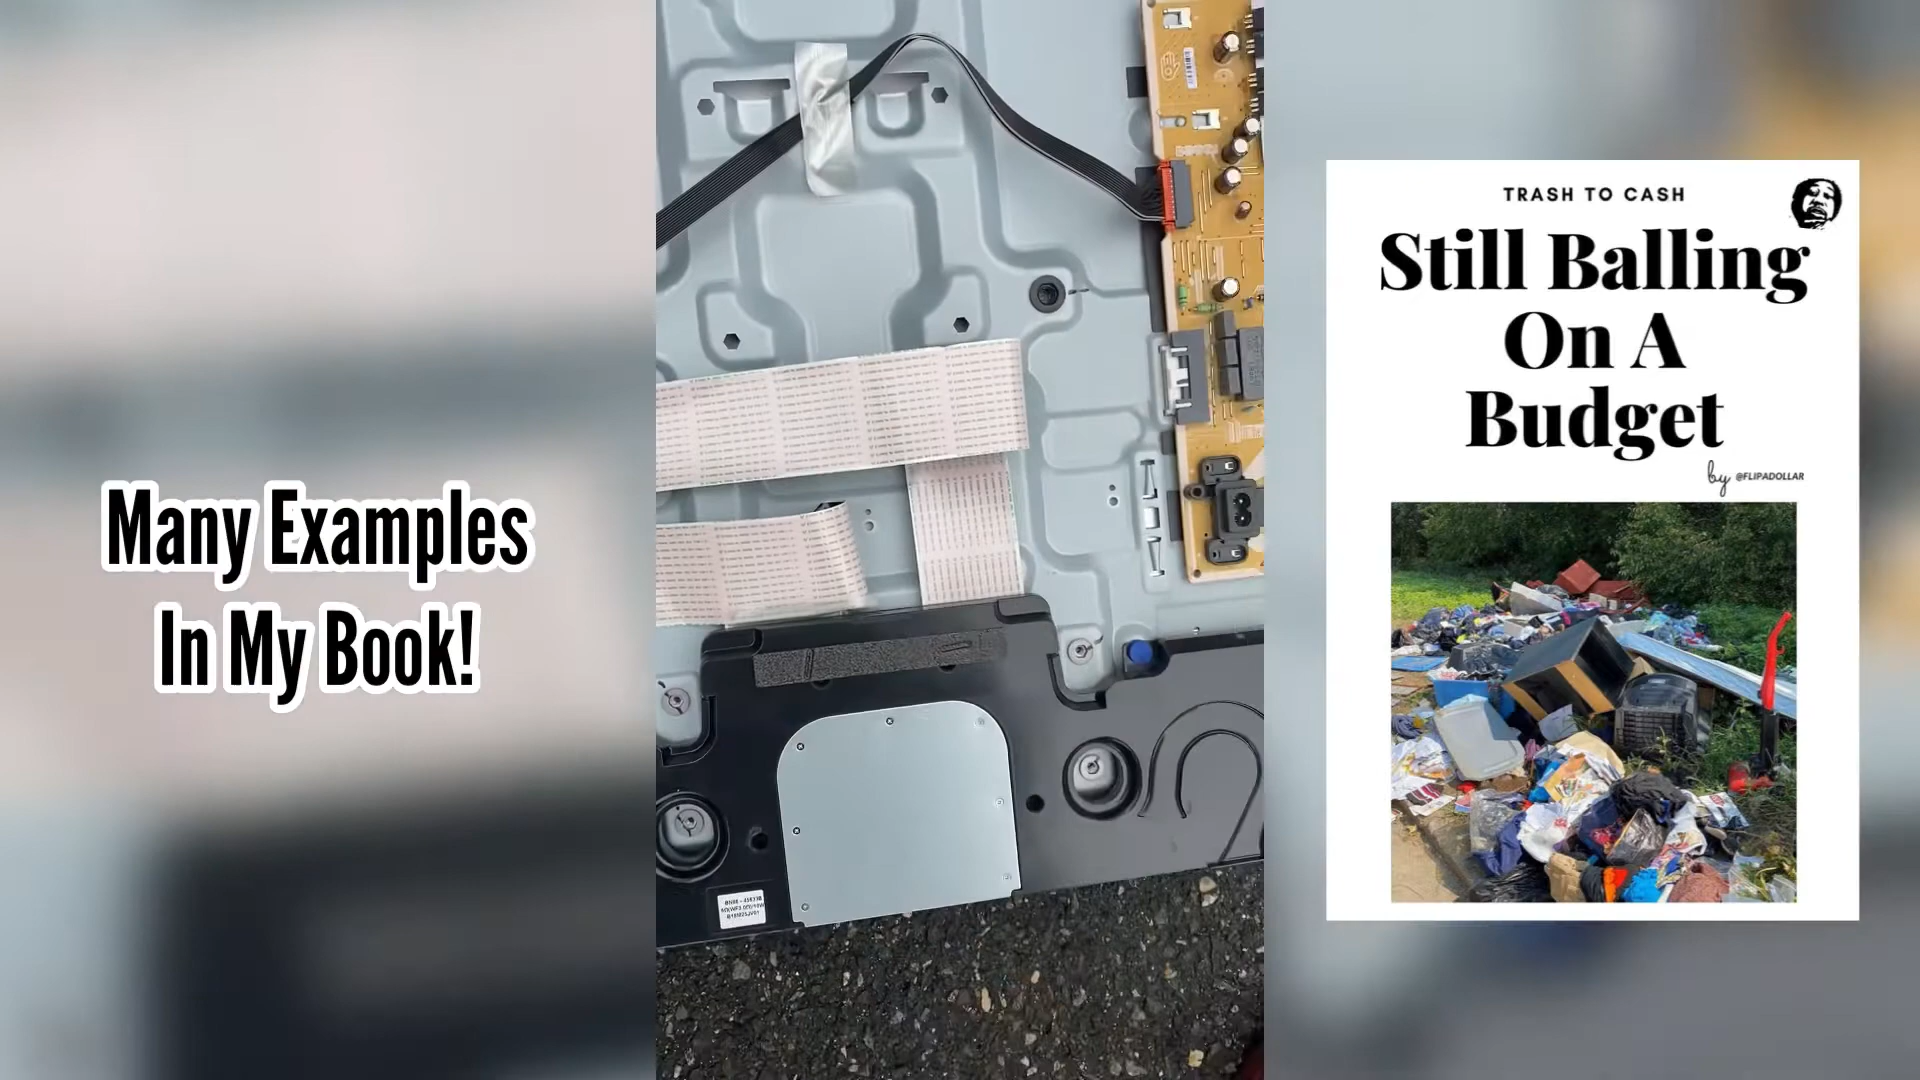 Many Examples
In My Book!
TRASH TO CASH
Still Balling
On A
Budget
by @FLIPADOLLAR